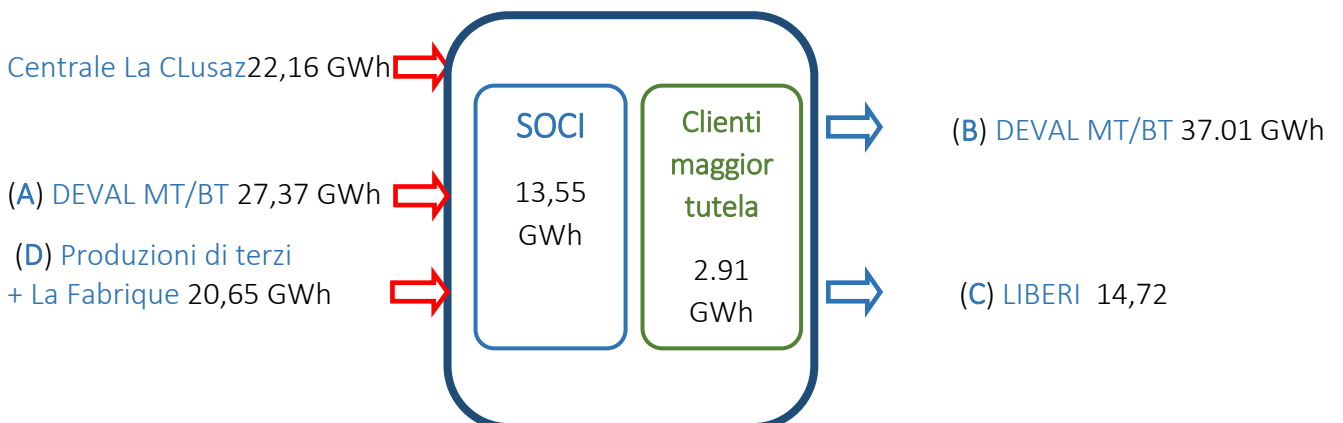 Centrale La CLusaz22,16 GWh
(A) DEVAL MT/BT 27,37 GWh
(D) Produzioni di terzi
+ La Fabrique 20,65 GWh
SOCI
13,55
GWh
Clienti
maggior
tutela
2.91
GWh
(B) DEVAL MT/BT 37.01 GWh
(C) LIBERI 14,72